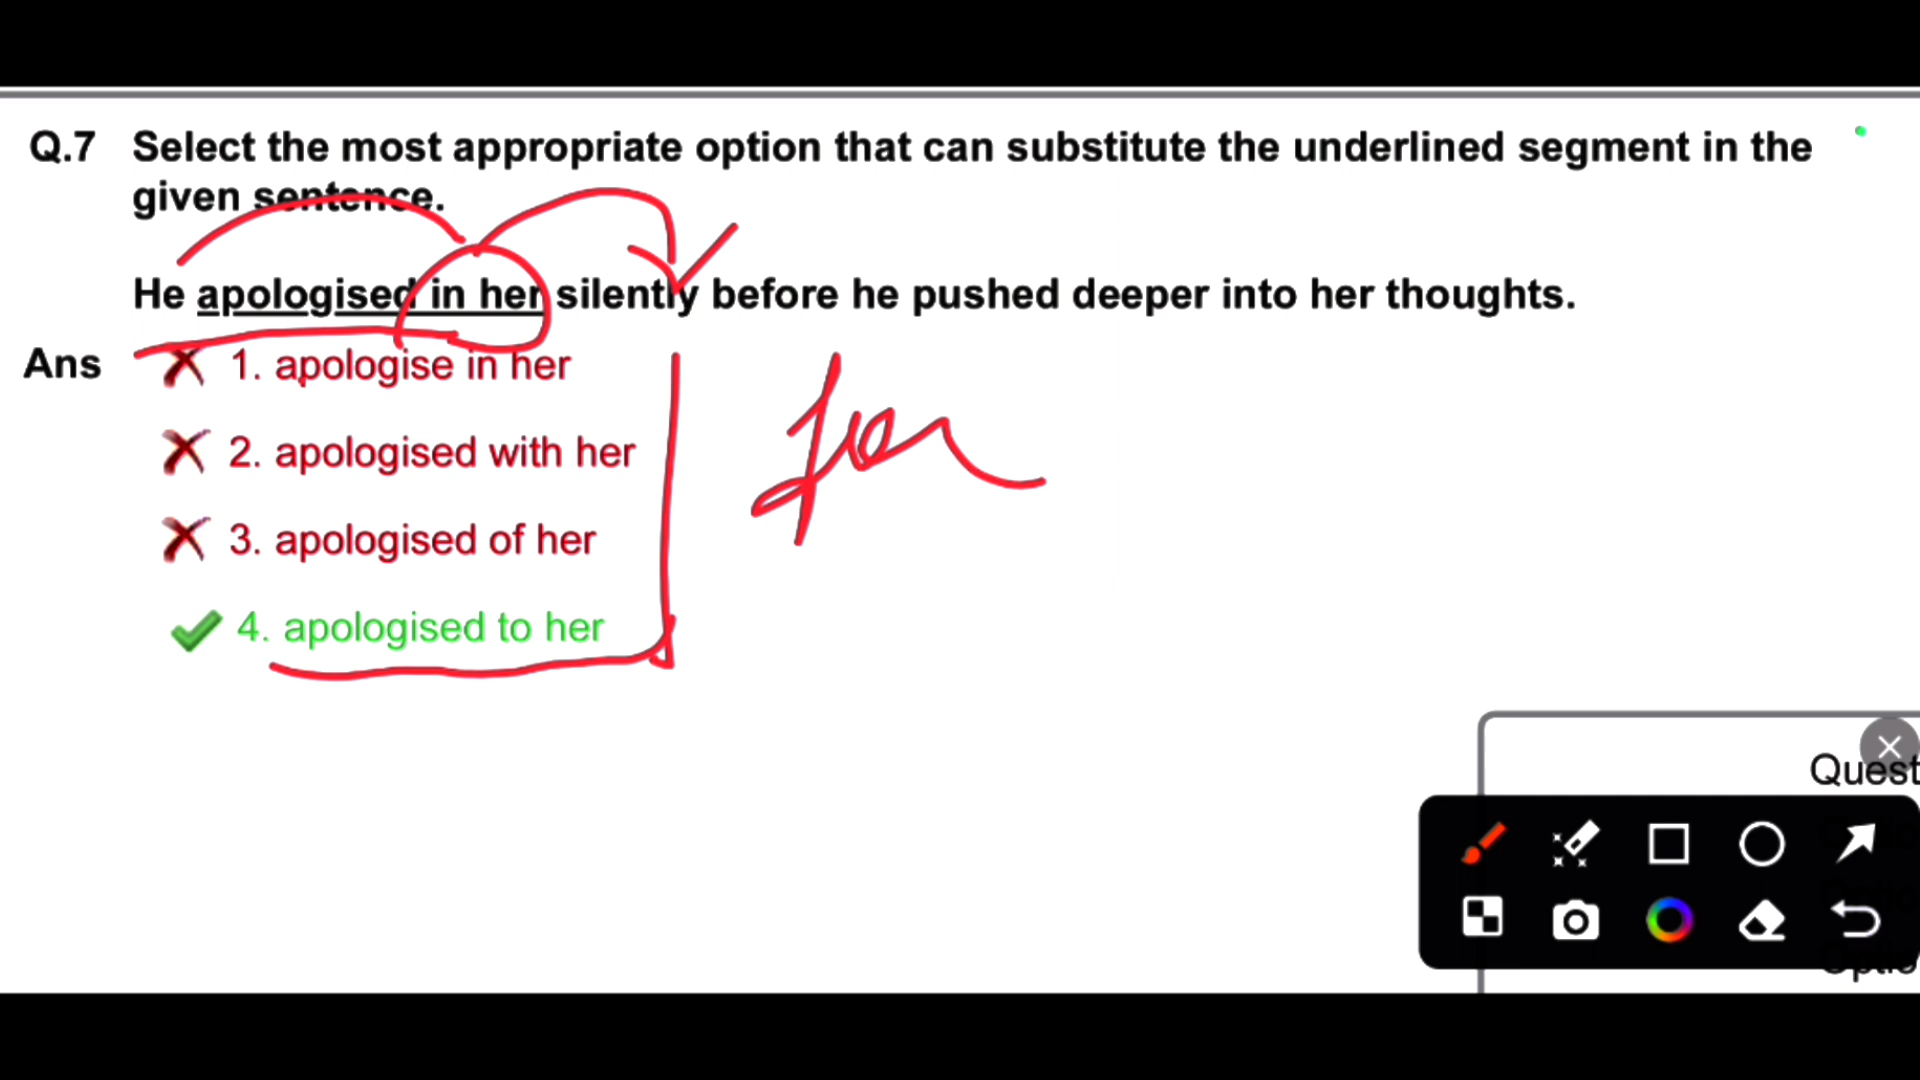 Q.7 Select the most appropriate option that can substitute the underlined segment in the
given sentence.
He apologised in her silently before he pushed deeper into her thoughts.
Ans 1. apologise in her
2. apologised with her
for
3. apologised of her
4. apologised to her
Quest